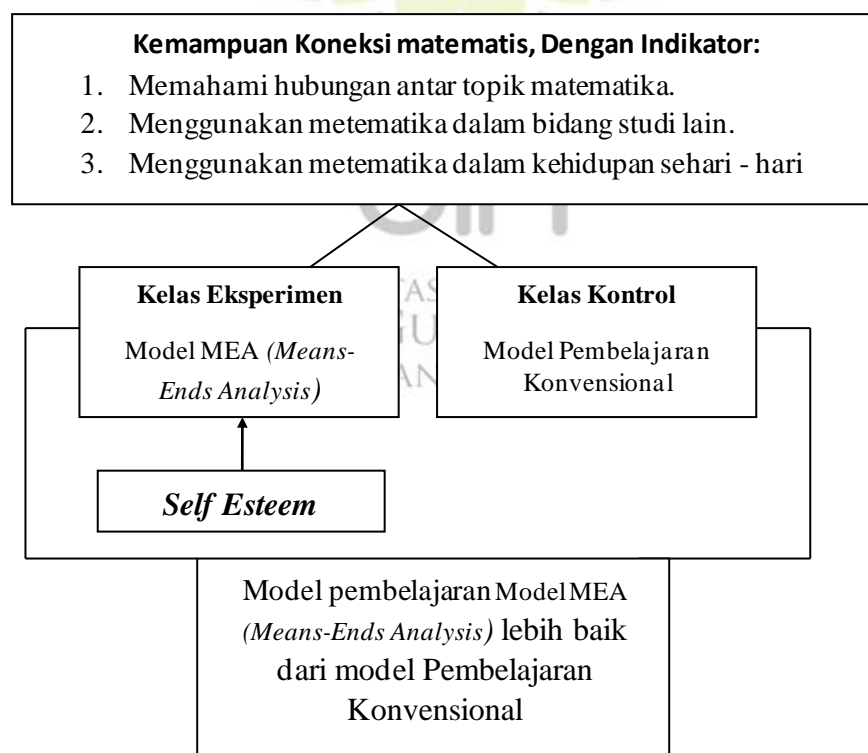 Kemampuan Koneksi matematis, Dengan Indikator:
1. Memahami hubungan antar topik matematika.
2. Menggunakan metematika dalam bidang studi lain.
3. Menggunakan metematika dalam kehidupan sehari - hari
Kelas Eksperimen
Model MEA (Means-
Ends Analysis)
Kelas Kontrol
Model Pembelajaran
Konvensional
Self Esteem
Model pembelajaran Model MEA
(Means-Ends Analysis) lebih baik
dari model Pembelajaran
Konvensional